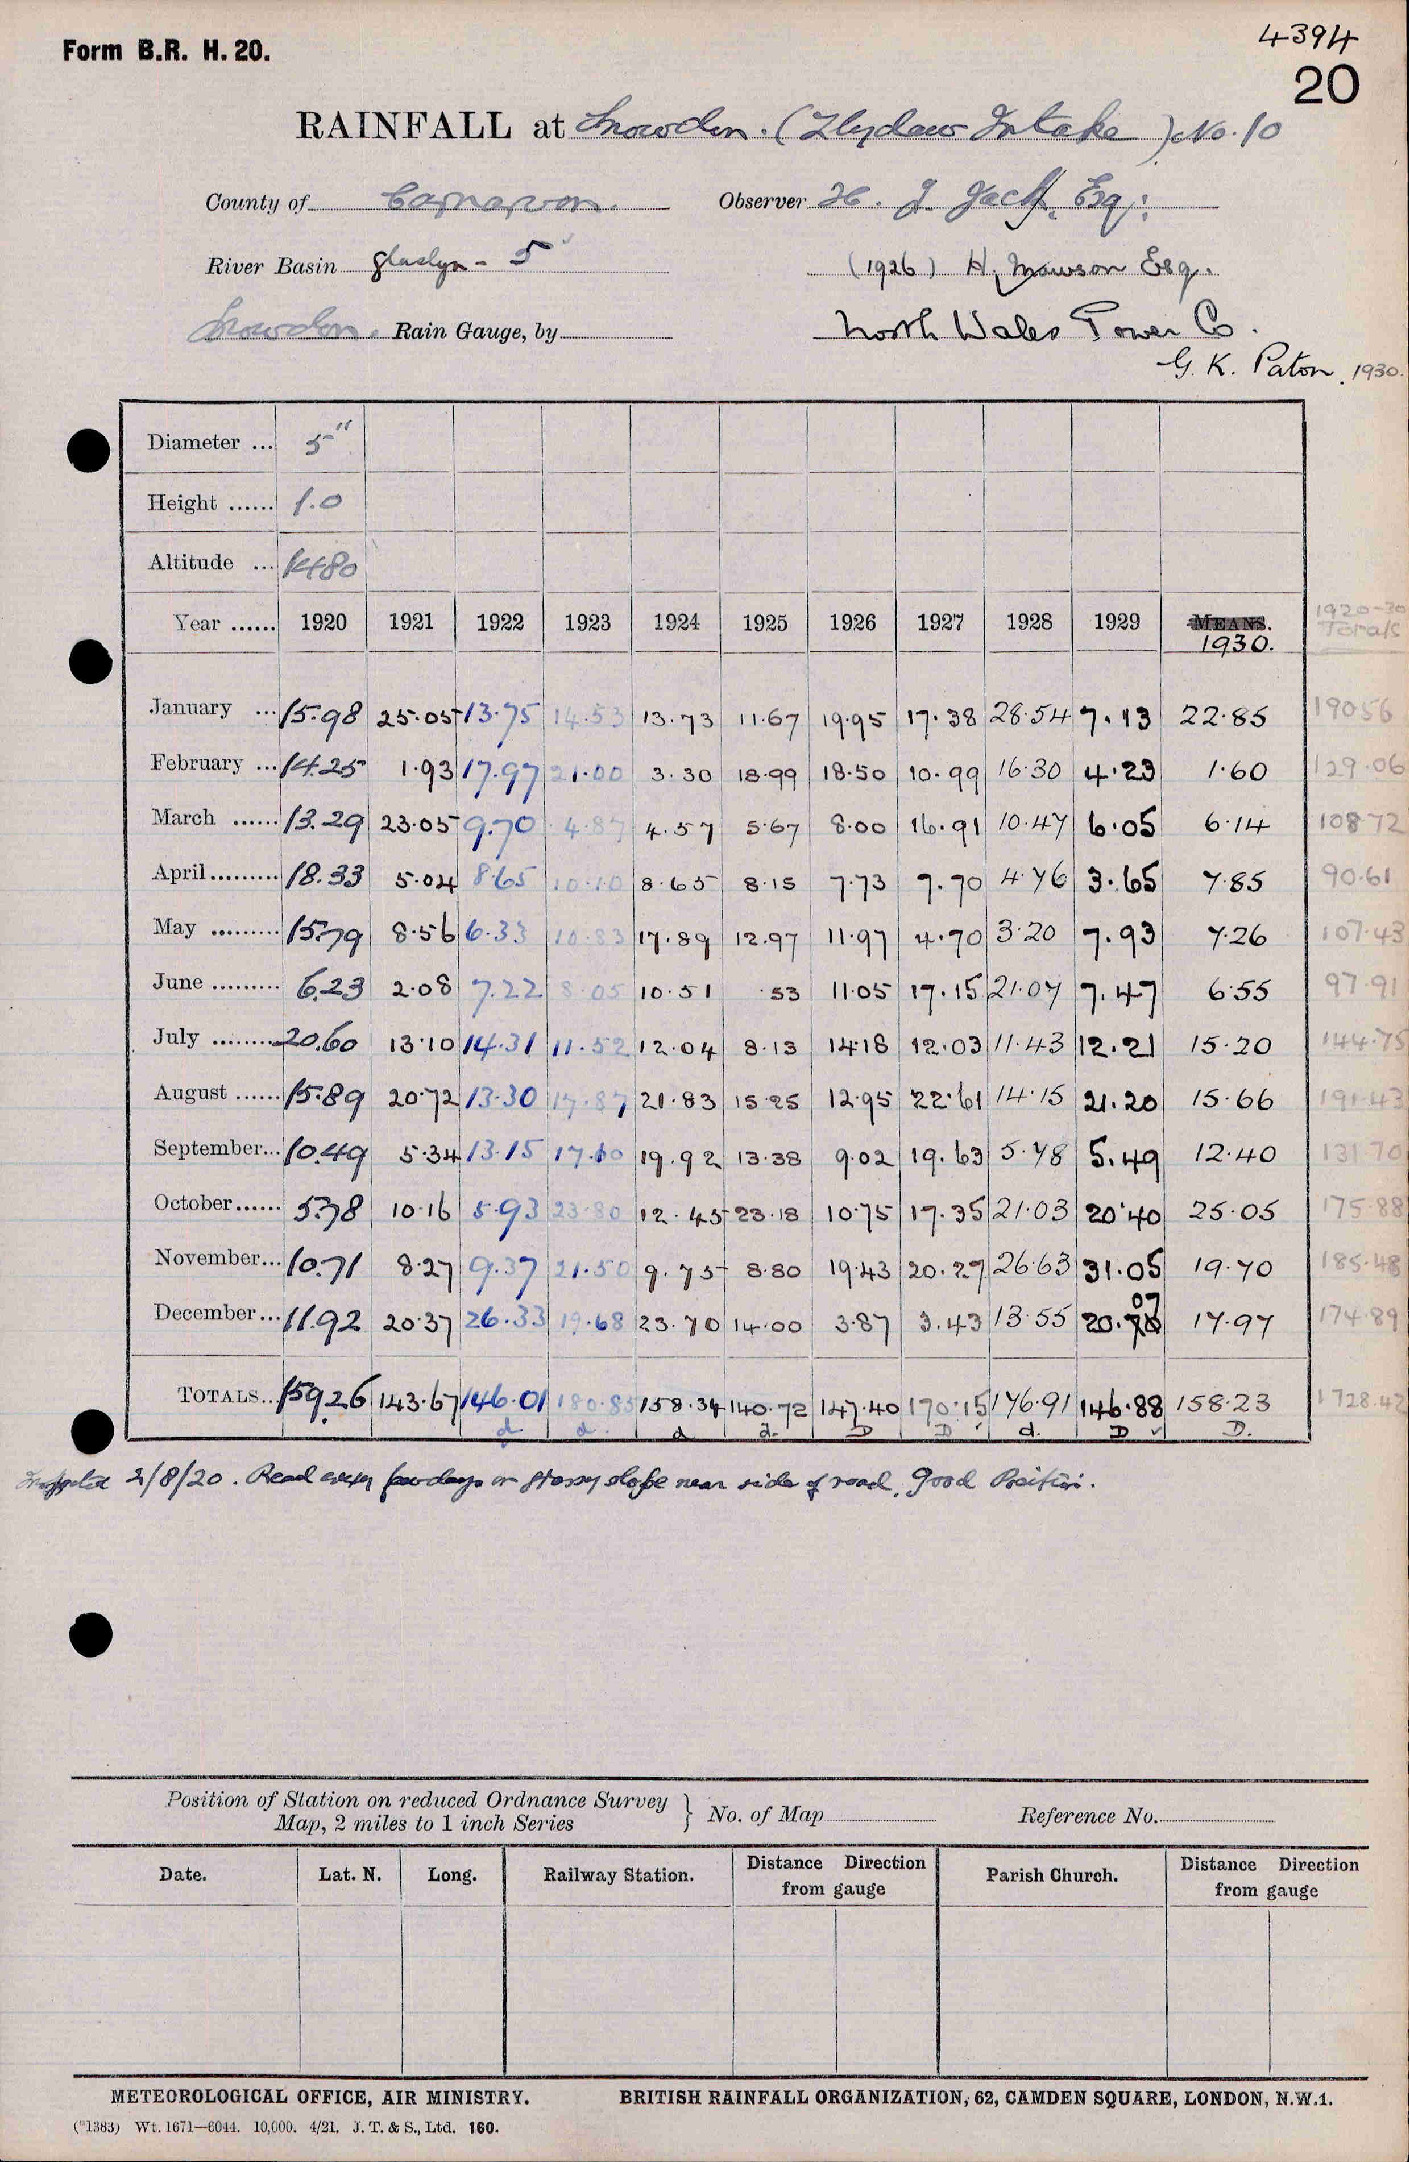 Form B.R. H. 20.
4394
20
RAINFALL at Snowdon. (Llydaw Intake) No. 10
County of Carnarvon. Observer H. J. Jack, Esq:
River Basin Glaslyn - 5 (1926) H. Mawson Esq.
Snowdon. Rain Gauge, by North Wales Power Co.
G. K. Paton. 1930.
Diameter ... 5"
Height ...... 1.0
Altitude ... 1480
Year ...... 1920 1921 1922 1923 1924 1925 1926 1927 1928 1929 MEANS. 1930. 1920-30 Totals
January ... 15.98 25.05 13.75 14.53 13.73 11.67 19.95 17.38 28.54 7.13 22.85 190.56
February ... 14.25 1.93 17.97 21.00 3.30 18.99 18.50 10.99 16.30 4.23 1.60 129.06
March ...... 13.29 23.05 9.70 4.87 4.57 5.67 8.00 16.91 10.47 6.05 6.14 108.72
April ......... 18.33 5.04 8.65 10.10 8.65 8.15 7.73 7.70 4.76 3.65 7.85 90.61
May ......... 15.79 8.56 6.33 10.83 17.89 12.97 11.97 4.70 3.20 7.93 7.26 107.43
June ......... 6.23 2.08 7.22 8.05 10.51 .53 11.05 17.15 21.07 7.47 6.55 97.91
July ......... 20.60 13.10 14.31 11.52 12.04 8.13 14.18 12.03 11.43 12.21 15.20 144.75
August ...... 15.89 20.72 13.30 17.87 21.83 15.25 12.95 22.61 14.15 21.20 15.66 191.43
September... 10.49 5.34 13.15 17.10 19.92 13.38 9.02 19.63 5.78 5.49 12.40 131.70
October ...... 5.78 10.16 5.93 23.80 12.45 23.18 10.75 17.35 21.03 20.40 25.05 175.88
November... 10.71 8.27 9.37 21.50 9.75 8.80 19.43 20.27 26.63 31.05 19.70 185.48
December ... 11.92 20.37 26.33 19.68 23.70 14.00 3.87 3.43 13.55 20.07 17.97 174.89
TOTALS... 159.26 143.67 146.01 180.85 158.34 140.72 147.40 170.15 176.91 146.88 158.23 1728.42
d d. d d. D D d. D D.
Inspected 2/8/20. Read every few days on grassy slope near side of road. Good Position.
Position of Station on reduced Ordnance Survey
Map, 2 miles to 1 inch Series } No. of Map Reference No.
Date. Lat. N. Long. Railway Station. Distance Direction from gauge Parish Church. Distance Direction from gauge
METEOROLOGICAL OFFICE, AIR MINISTRY. BRITISH RAINFALL ORGANIZATION, 62, CAMDEN SQUARE, LONDON, N.W.1.
(*1383) Wt. 1671—6044. 10,000. 4/21. J. T. & S., Ltd. 160.